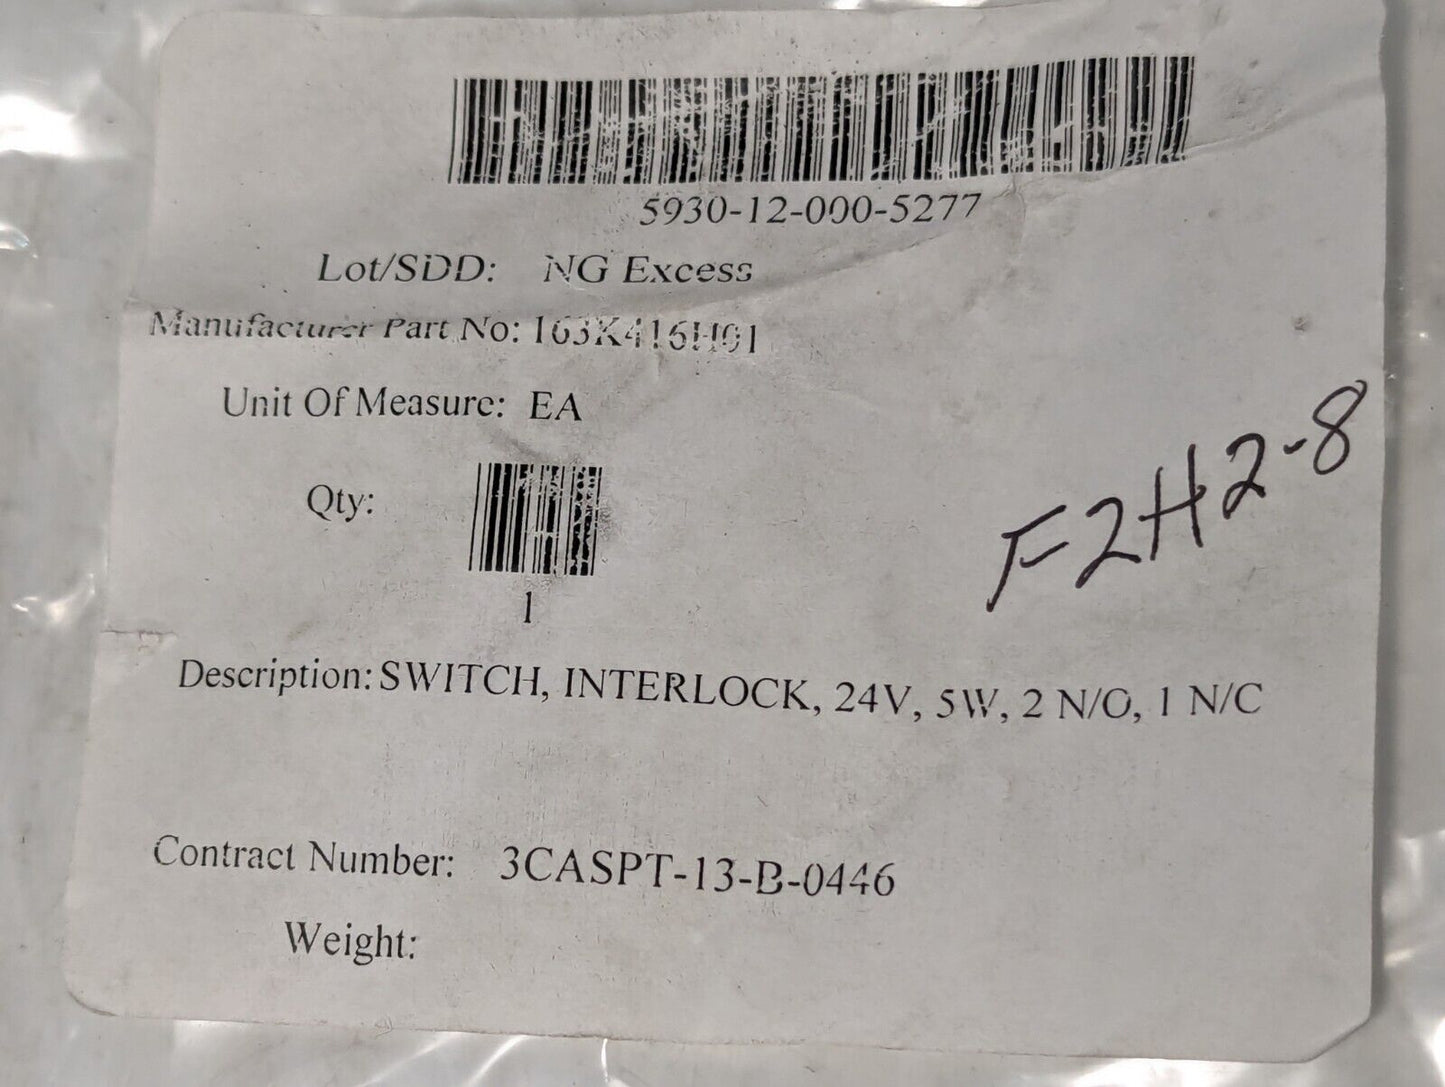 5930-12-000-5277
Lot/SDD: NG Excess
Manufacturer Part No: 163K416H01
Unit Of Measure: EA
F2H2-8
Qty:
1
Description: SWITCH, INTERLOCK, 24V, 5W, 2 N/O, 1 N/C
Contract Number: 3CASPT-13-B-0446
Weight: